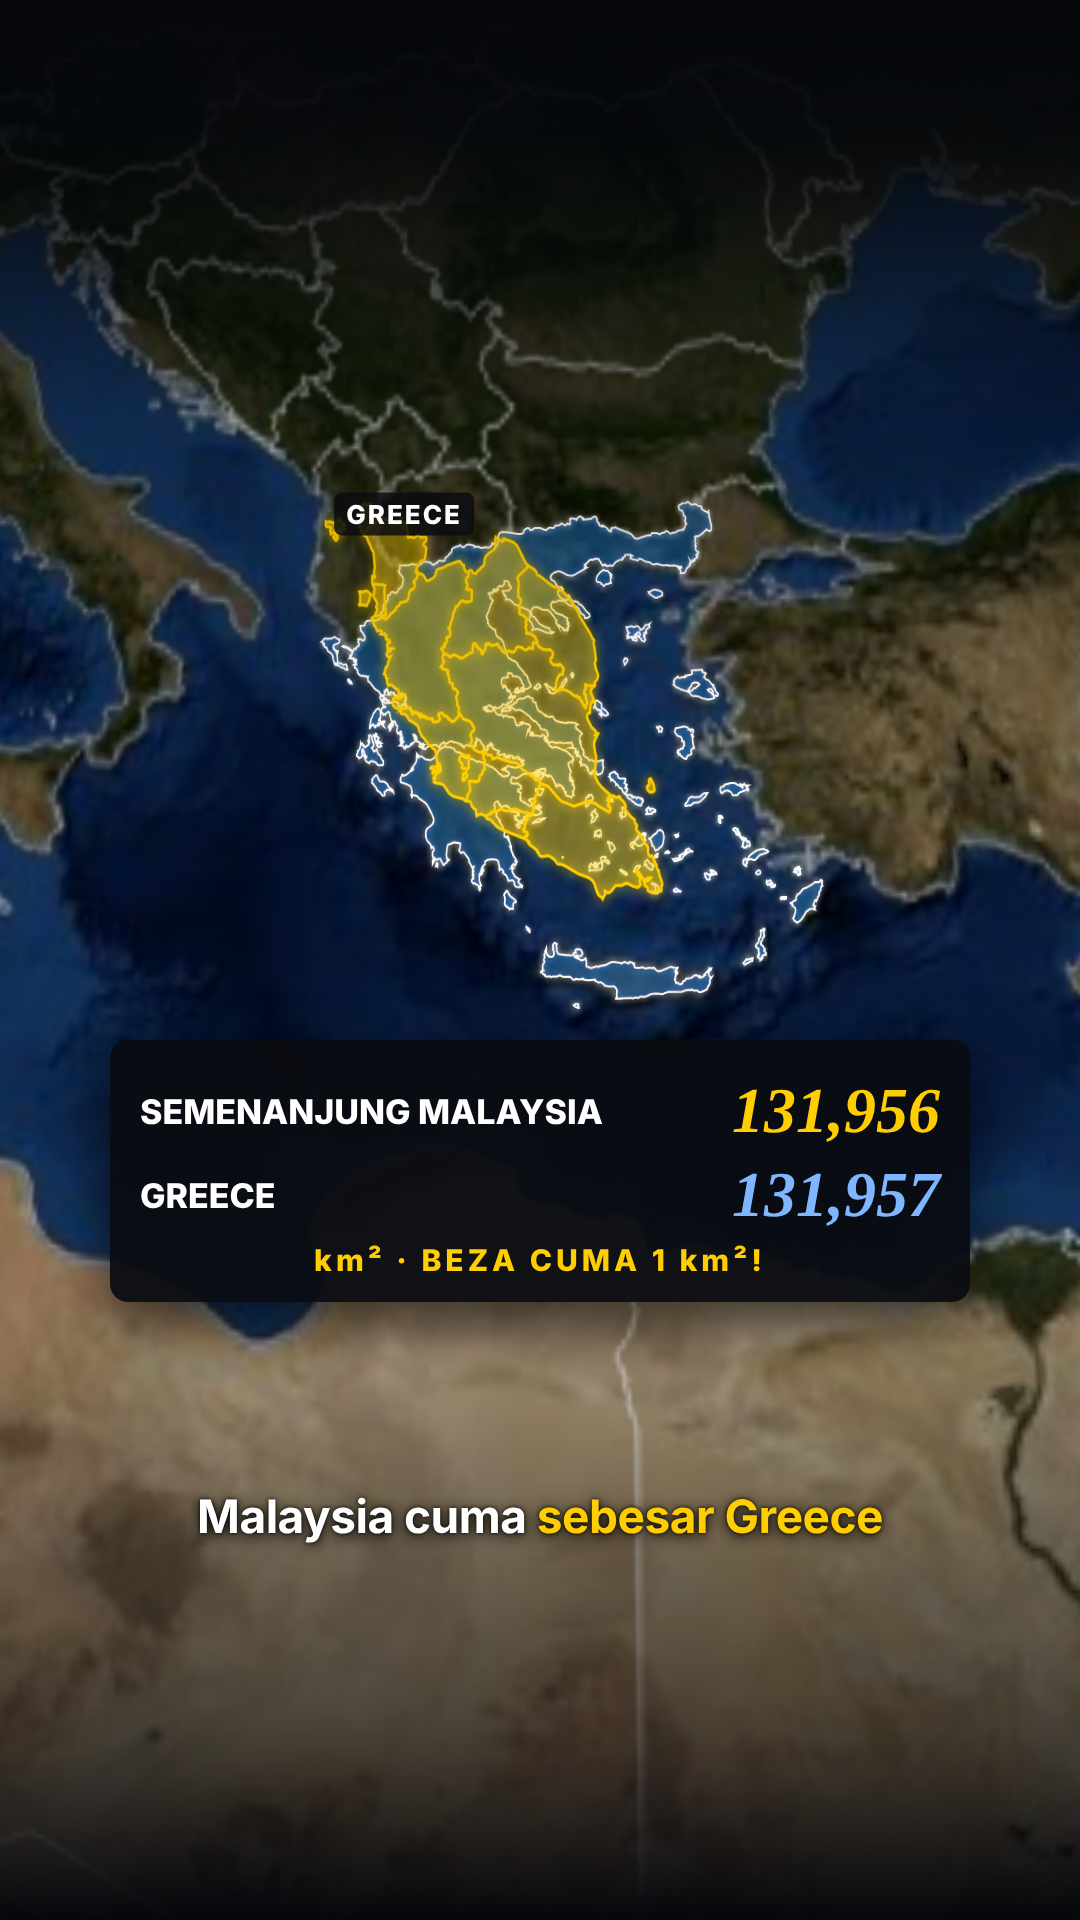 GREECE
SEMENANJUNG MALAYSIA 131,956
GREECE 131,957
km² · BEZA CUMA 1 km²!
Malaysia cuma sebesar Greece